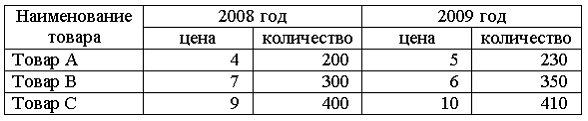 Наименование товара 2008 год 2009 год
цена количество цена количество
Товар А 4 200 5 230
Товар В 7 300 6 350
Товар С 9 400 10 410